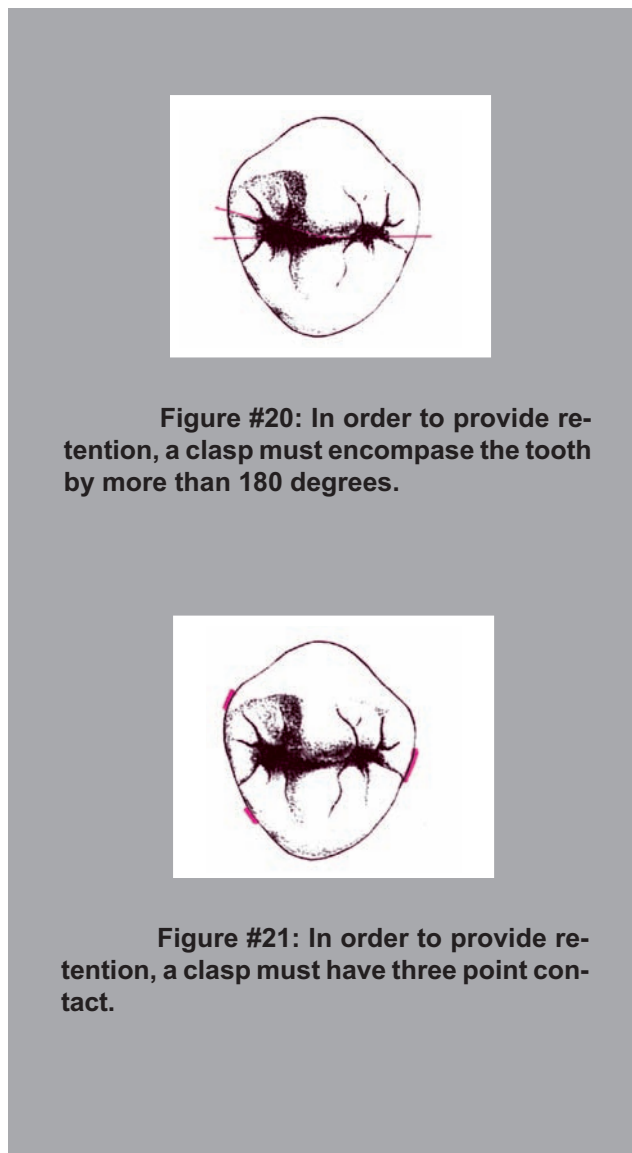 Figure #20: In order to provide re-
tention, a clasp must encompase the tooth
by more than 180 degrees.
Figure #21: In order to provide re-
tention, a clasp must have three point con-
tact.